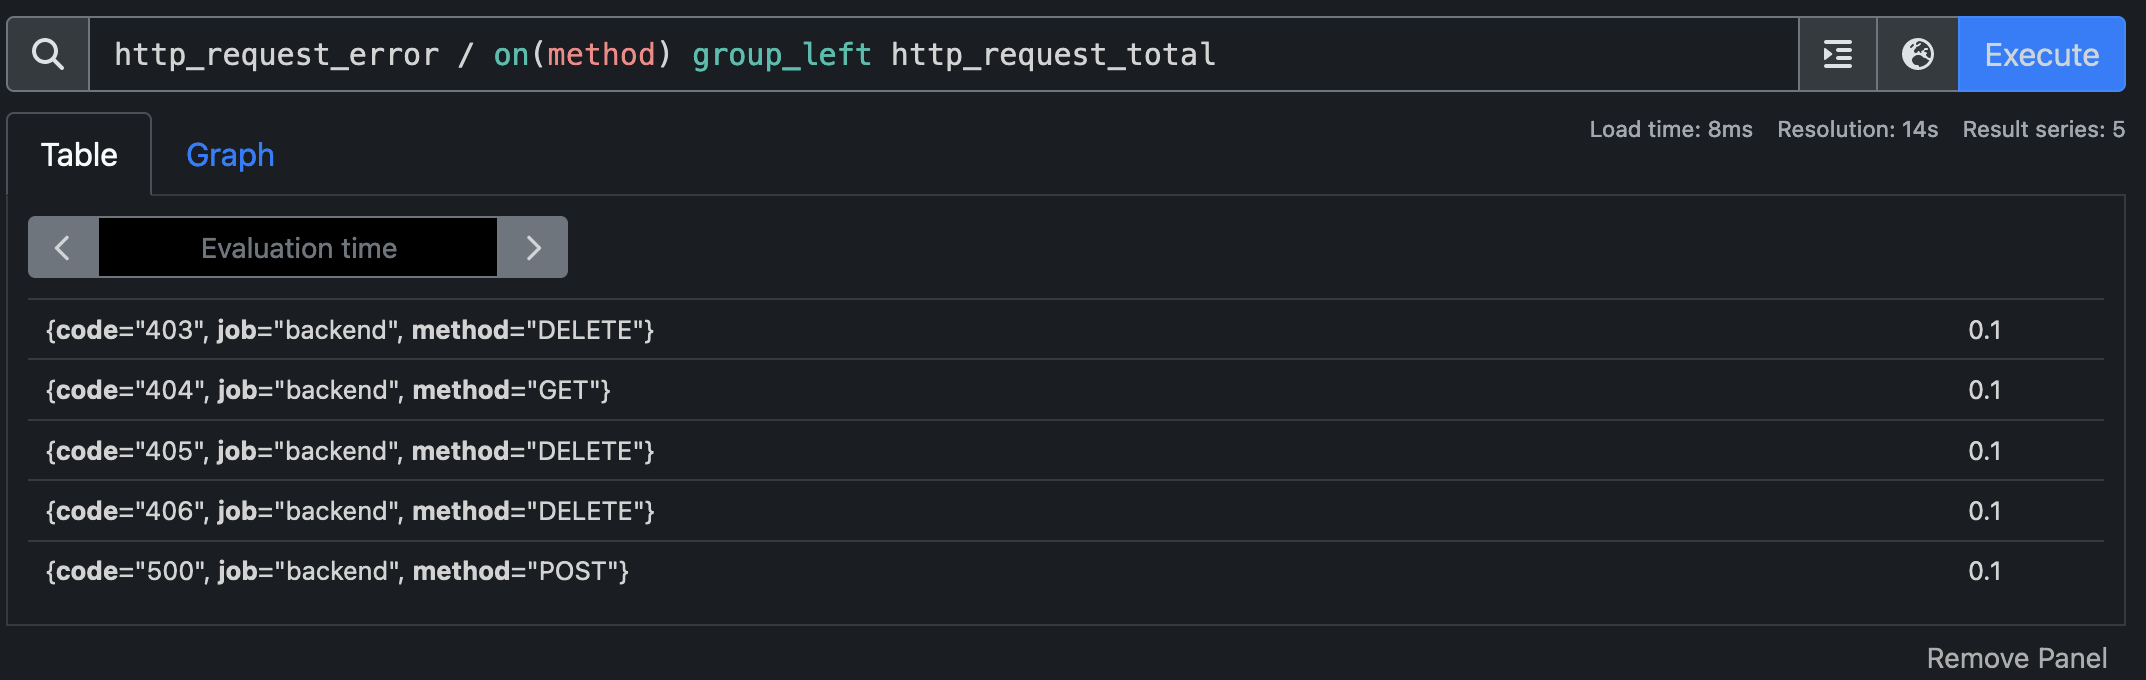 http_request_error / on(method) group_left http_request_total
Execute
Table
Graph
Load time: 8ms Resolution: 14s Result series: 5
Evaluation time
{code="403", job="backend", method="DELETE"} 0.1
{code="404", job="backend", method="GET"} 0.1
{code="405", job="backend", method="DELETE"} 0.1
{code="406", job="backend", method="DELETE"} 0.1
{code="500", job="backend", method="POST"} 0.1
Remove Panel